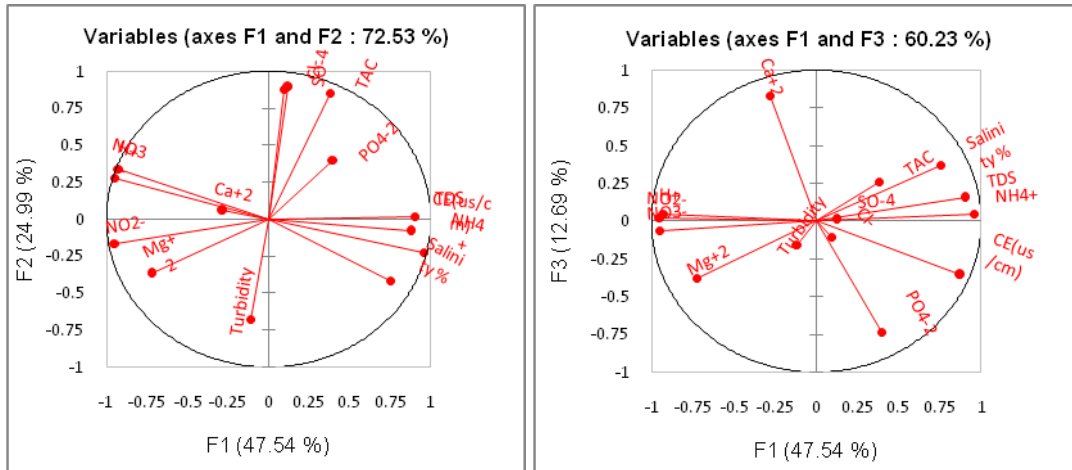 Variables (axes F1 and F2 : 72.53 %)
SO-4
TAC
PO4-2
NO3
Ca+2
TDS
NO2-
NH4
+
Mg+
2
Salini
ty%
Turbidity
1
0.75
0.5
0.25
0
-0.25
-0.5
-0.75
-1
F2 (24.99 %)
-1 -0.75 -0.5 -0.25 0 0.25 0.5 0.75 1
F1 (47.54 %)
Variables (axes F1 and F3 : 60.23 %)
Ca+2
Salini
ty%
TAC
TDS
NH4+
NO2-
NO3-
SO-4
Turbidity
CE(us
/cm)
Mg+2
PO4-2
1
0.75
0.5
0.25
0
-0.25
-0.5
-0.75
-1
F3 (12.69 %)
-1 -0.75 -0.5 -0.25 0 0.25 0.5 0.75 1
F1 (47.54 %)